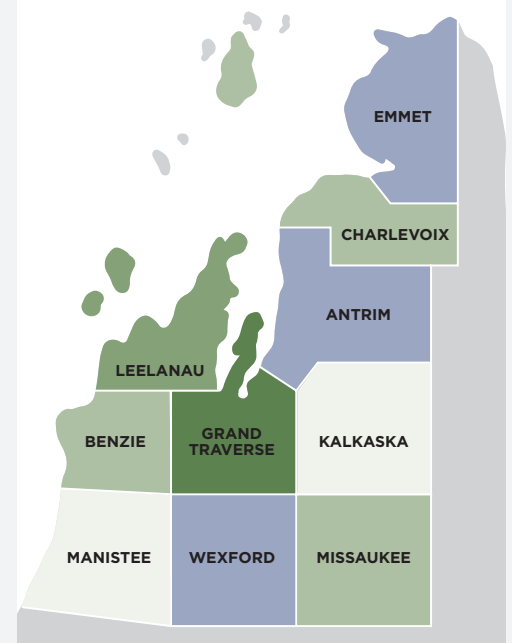 EMMET
CHARLEVOIX
ANTRIM
LEELANAU
BENZIE
GRAND
TRAVERSE
KALKASKA
MANISTEE
WEXFORD
MISSAUKEE